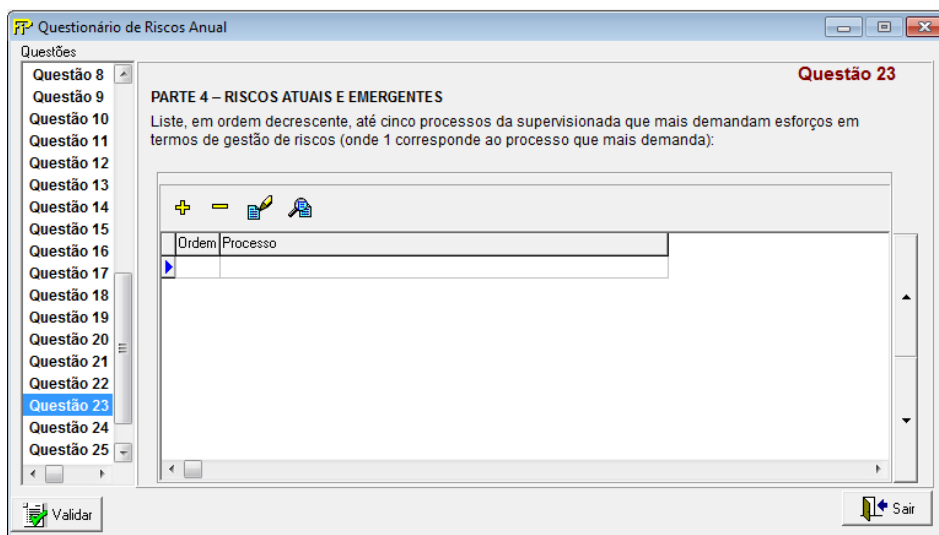 Questionário de Riscos Anual
Questões
Questão 8
Questão 9
Questão 10
Questão 11
Questão 12
Questão 13
Questão 14
Questão 15
Questão 16
Questão 17
Questão 18
Questão 19
Questão 20
Questão 21
Questão 22
Questão 23
Questão 24
Questão 25
Questão 23
PARTE 4 – RISCOS ATUAIS E EMERGENTES
Liste, em ordem decrescente, até cinco processos da supervisionada que mais demandam esforços em
termos de gestão de riscos (onde 1 corresponde ao processo que mais demanda):
Ordem Processo
Validar
Sair